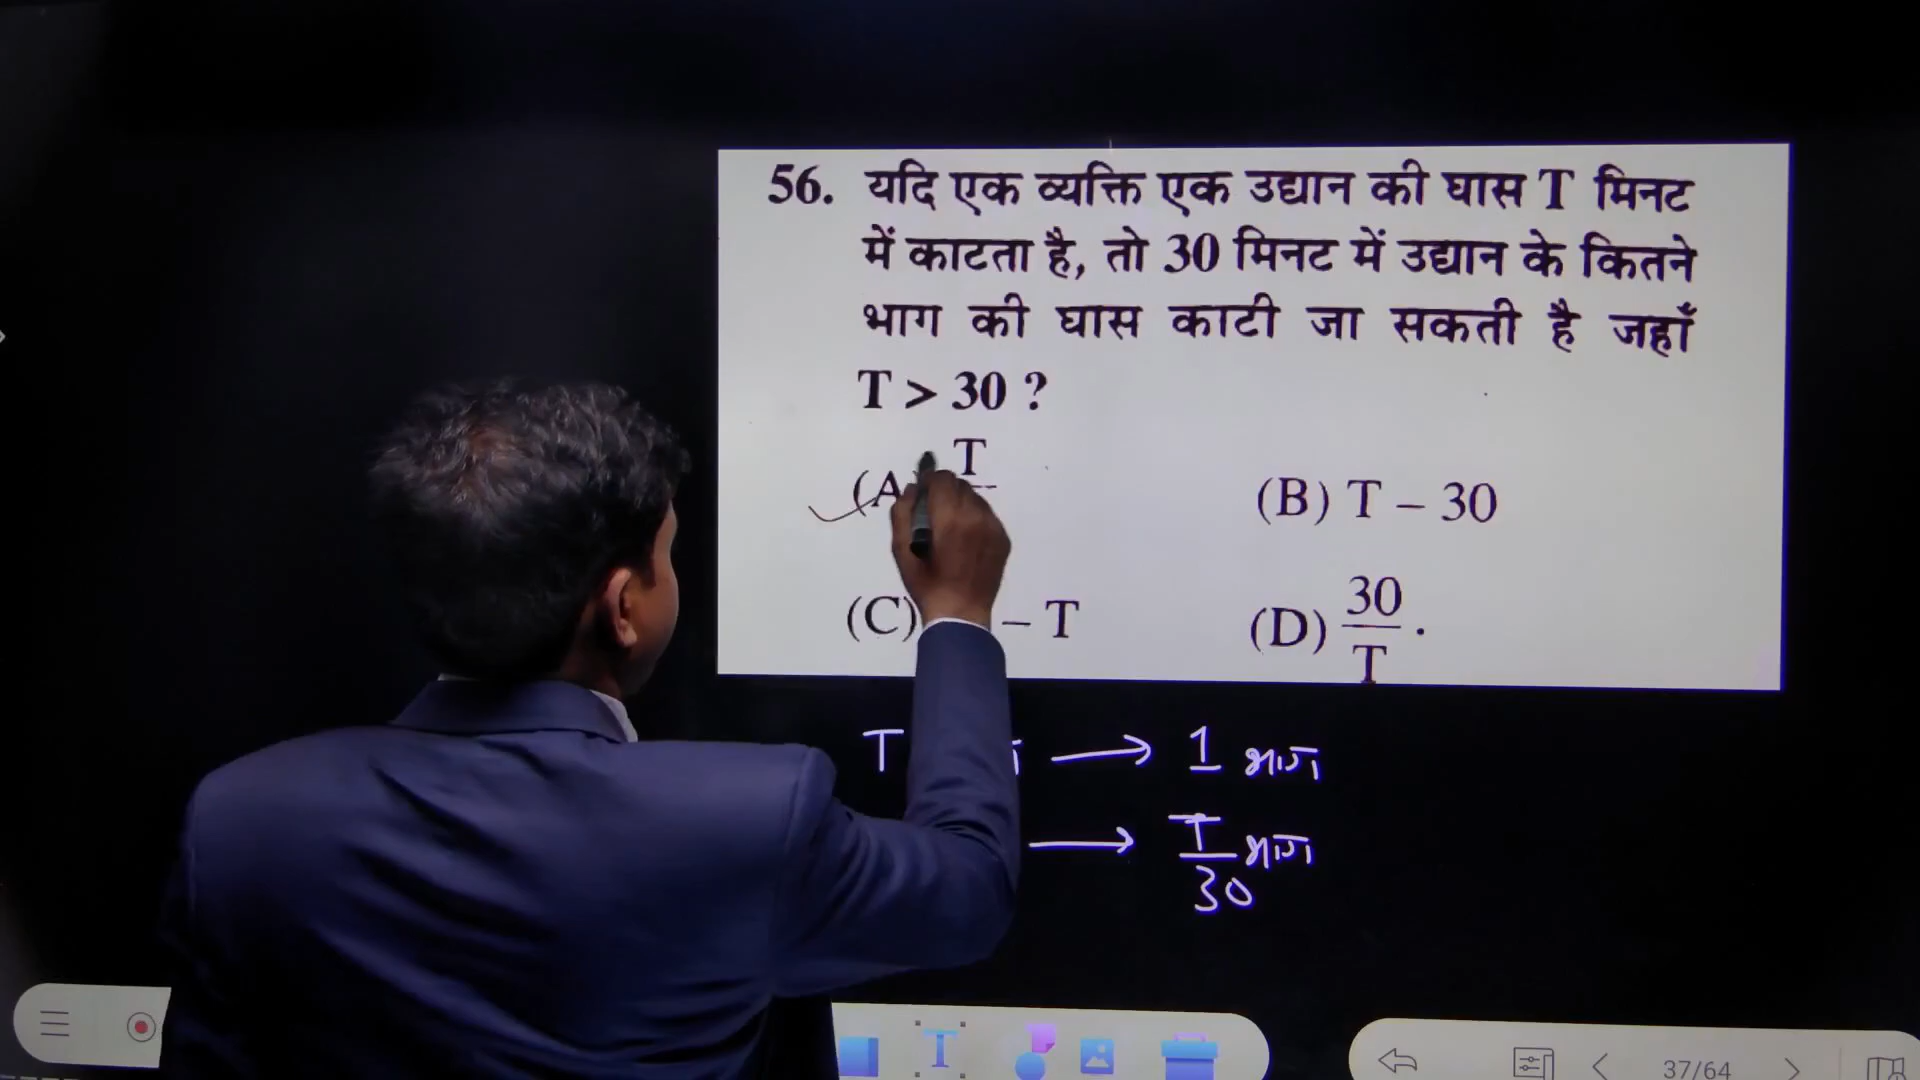 56. यदि एक व्यक्ति एक उद्यान की घास T मिनट
में काटता है, तो 30 मिनट में उद्यान के कितने
भाग की घास काटी जा सकती है जहाँ
T > 30 ?
(A T
(B) T – 30
(C) – T
(D) 30/T .
T → 1 भाग
→ T/30 भाग
T
37/64